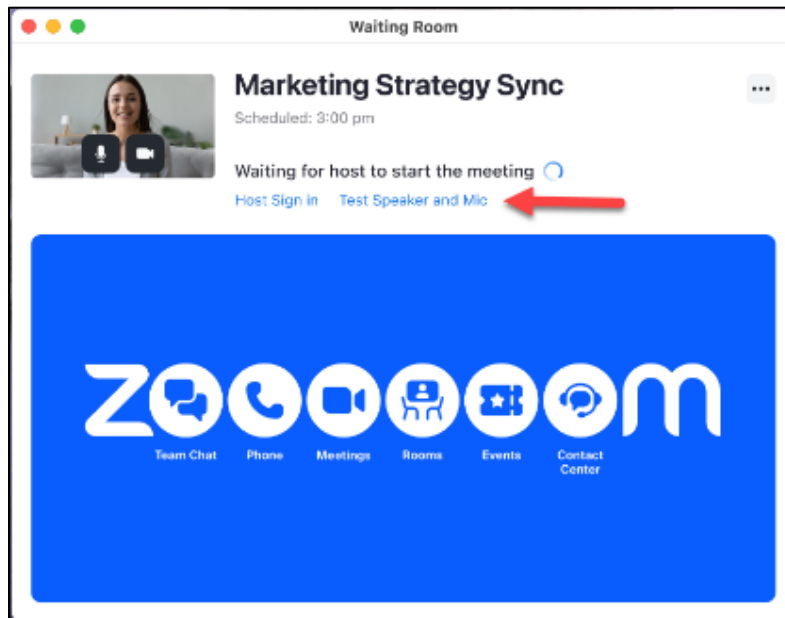 Waiting Room
Marketing Strategy Sync
Scheduled: 3:00 pm
Waiting for host to start the meeting
Host Sign in Test Speaker and Mic
zoooooom
Team Chat Phone Meetings Rooms Events Contact
Center